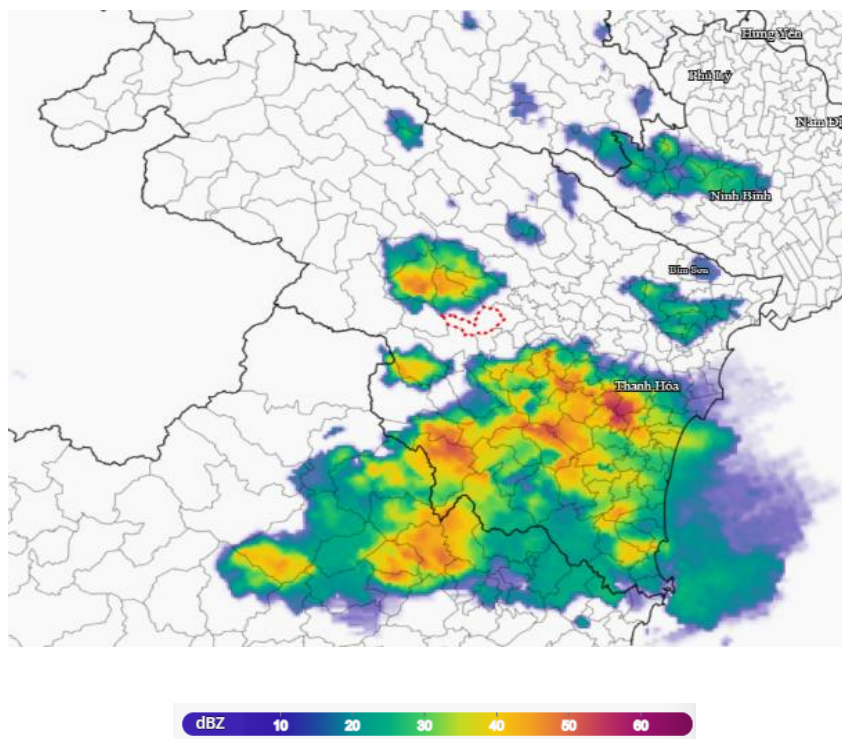 Hưng Yên
Phủ Lý
Nam Đị
Ninh Bình
Bỉm Sơn
Thanh Hóa
dBZ 10 20 30 40 50 60